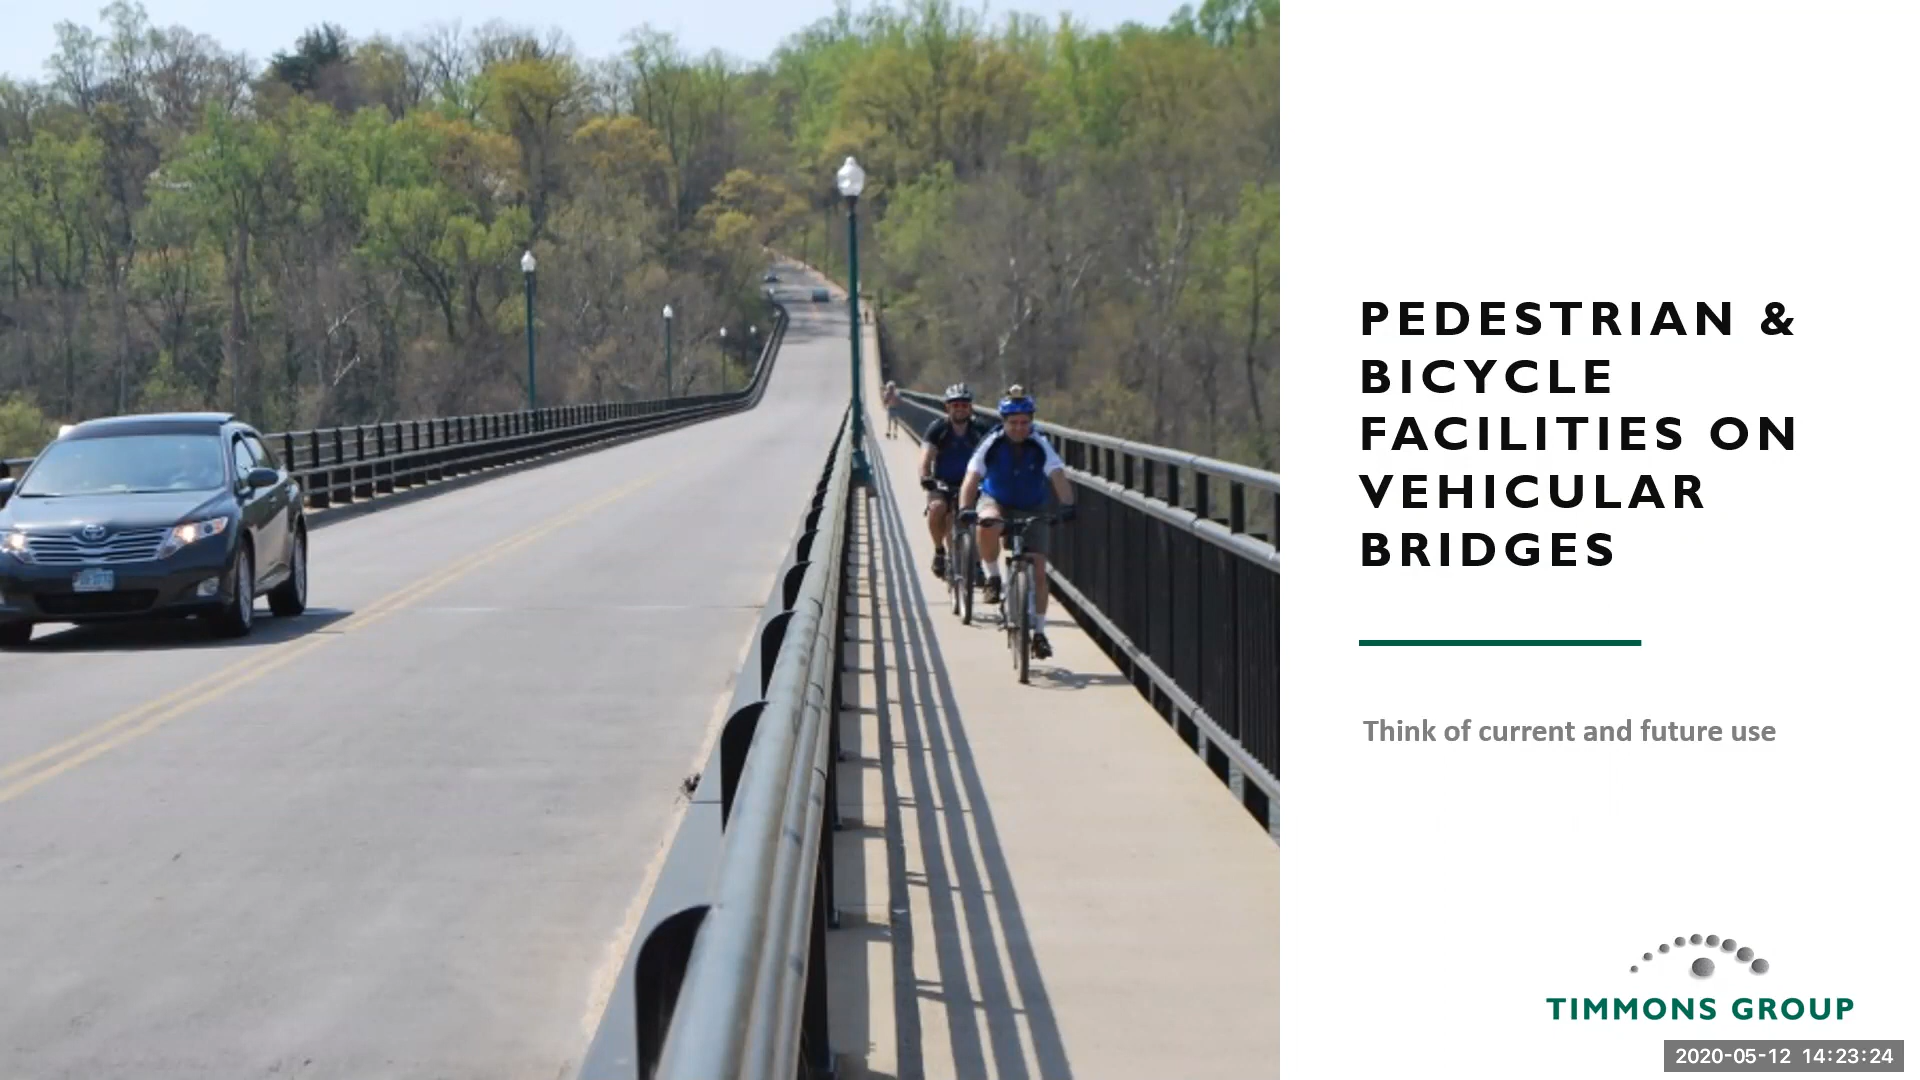 PEDESTRIAN &
BICYCLE
FACILITIES ON
VEHICULAR
BRIDGES
Think of current and future use
TIMMONS GROUP
2020-05-12 14:23:24